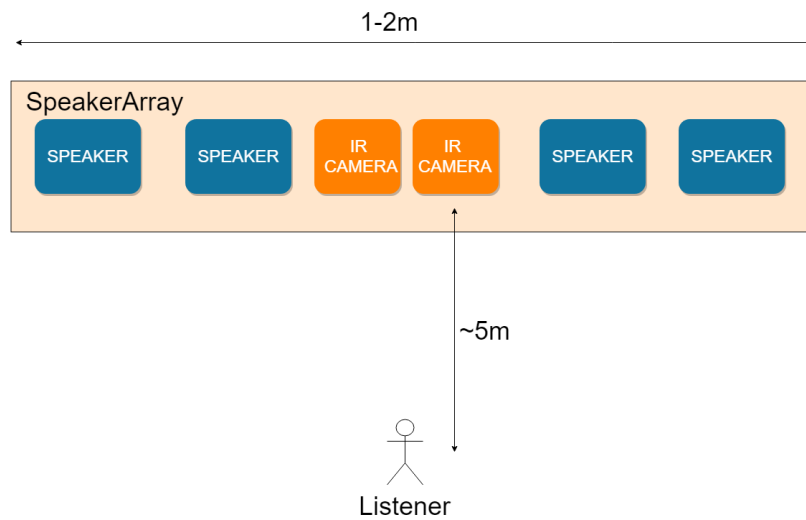 1-2m
SpeakerArray
SPEAKER
SPEAKER
IR
CAMERA
IR
CAMERA
SPEAKER
SPEAKER
~5m
Listener